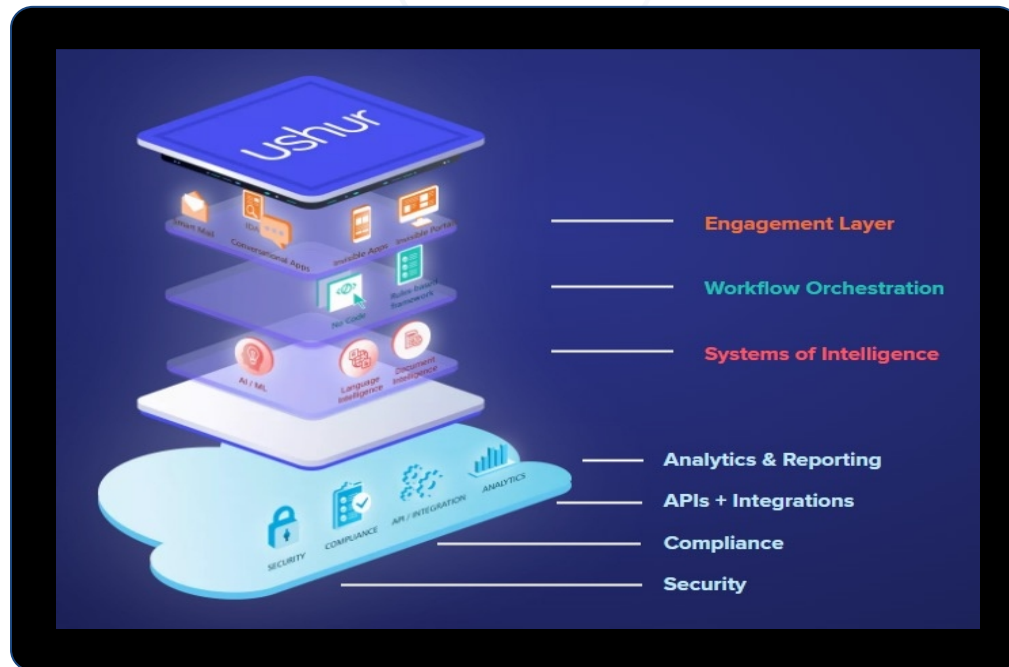 ushur
Smart Mail
IDA
Conversational Apps
Invisible Apps
Invisible Portal
Engagement Layer
No Code
Rules-based
framework
Workflow Orchestration
AI / ML
Language
Intelligence
Document
Intelligence
Systems of Intelligence
SECURITY
COMPLIANCE
API / INTEGRATION
ANALYTICS
Analytics & Reporting
APIs + Integrations
Compliance
Security